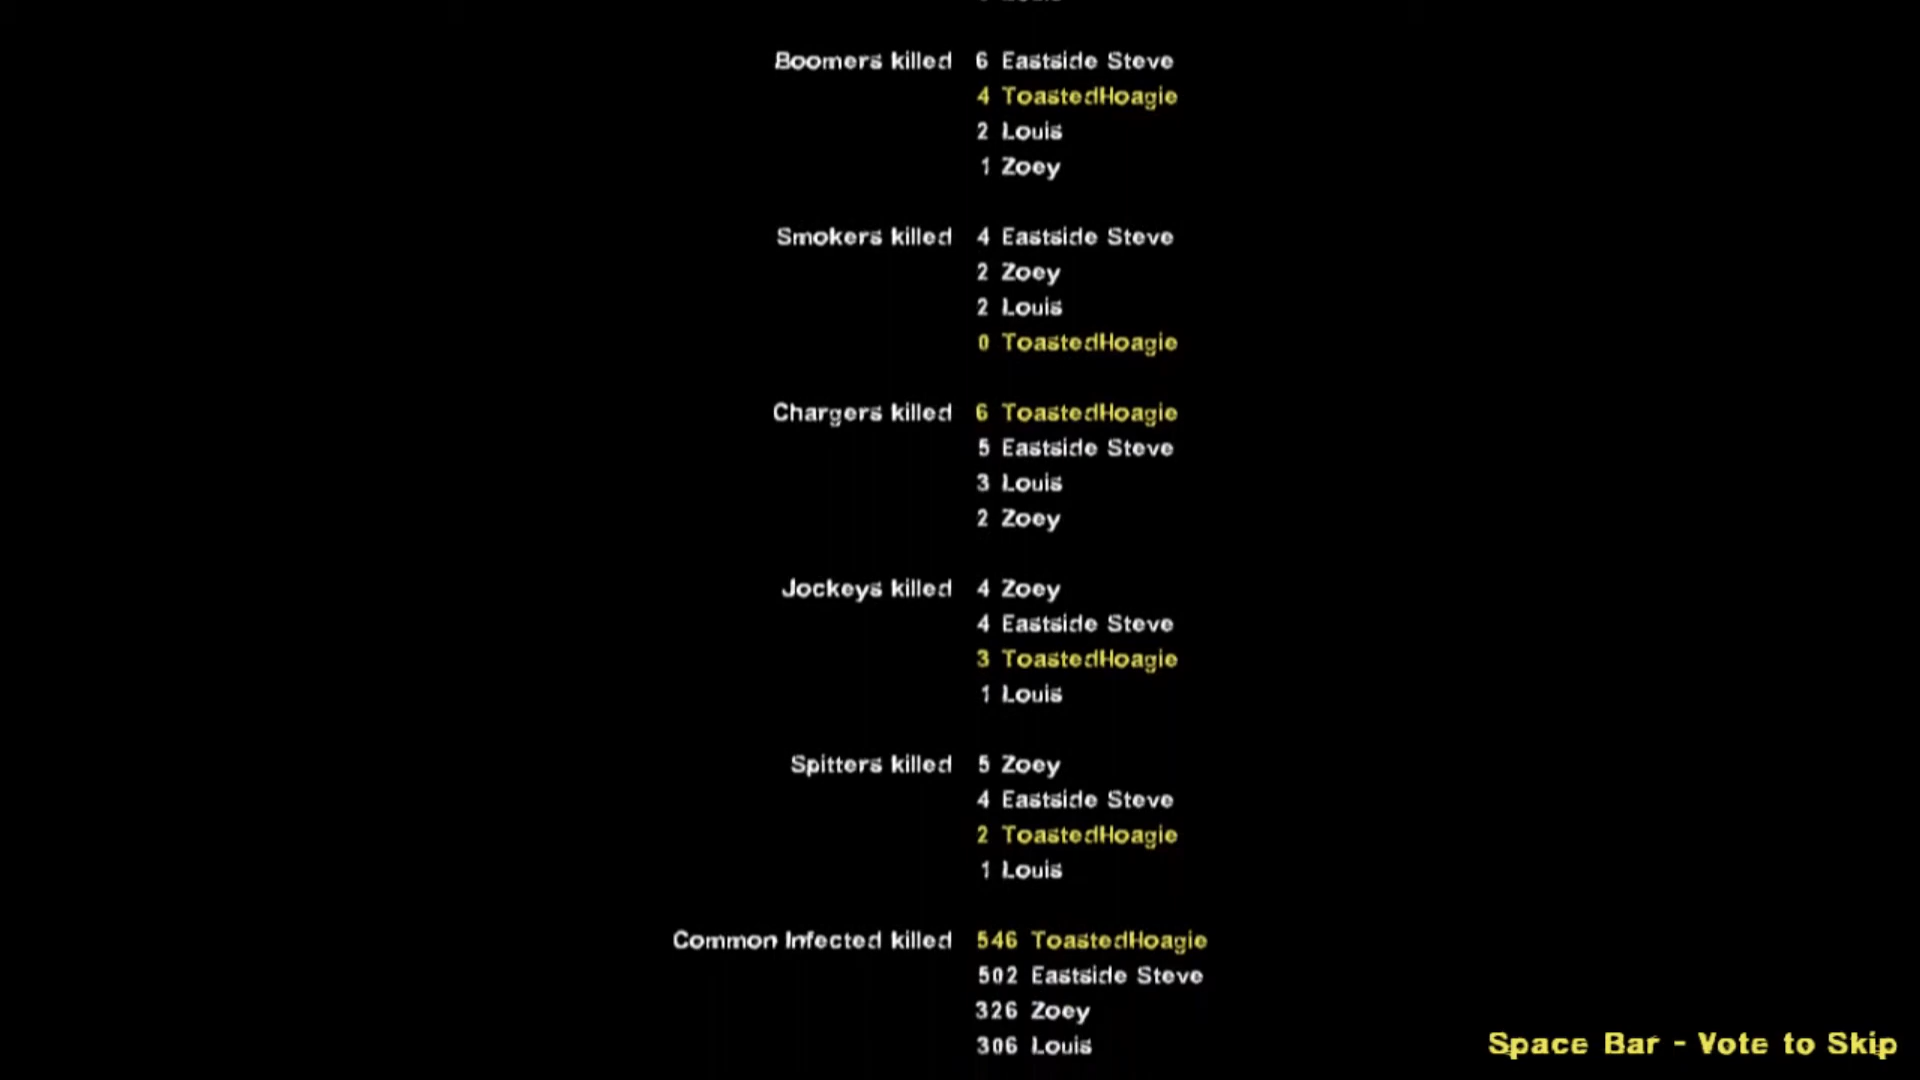 Boomers killed 6 Eastside Steve
4 ToastedHoagie
2 Louis
1 Zoey
Smokers killed 4 Eastside Steve
2 Zoey
2 Louis
0 ToastedHoagie
Chargers killed 6 ToastedHoagie
5 Eastside Steve
3 Louis
2 Zoey
Jockeys killed 4 Zoey
4 Eastside Steve
3 ToastedHoagie
1 Louis
Spitters killed 5 Zoey
4 Eastside Steve
2 ToastedHoagie
1 Louis
Common Infected killed 546 ToastedHoagie
502 Eastside Steve
326 Zoey
306 Louis
Space Bar - Vote to Skip